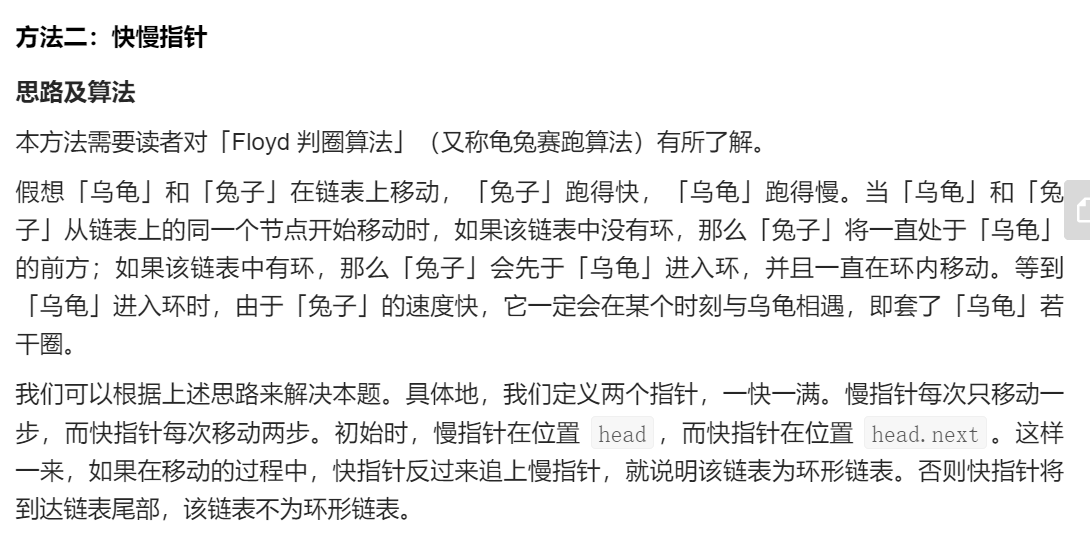 方法二：快慢指针
思路及算法
本方法需要读者对「Floyd 判圈算法」（又称龟兔赛跑算法）有所了解。
假想「乌龟」和「兔子」在链表上移动，「兔子」跑得快，「乌龟」跑得慢。当「乌龟」和「兔
子」从链表上的同一个节点开始移动时，如果该链表中没有环，那么「兔子」将一直处于「乌龟」
的前方；如果该链表中有环，那么「兔子」会先于「乌龟」进入环，并且一直在环内移动。等到
「乌龟」进入环时，由于「兔子」的速度快，它一定会在某个时刻与乌龟相遇，即套了「乌龟」若
干圈。
我们可以根据上述思路来解决本题。具体地，我们定义两个指针，一快一满。慢指针每次只移动一
步，而快指针每次移动两步。初始时，慢指针在位置 head，而快指针在位置 head.next。这样
一来，如果在移动的过程中，快指针反过来追上慢指针，就说明该链表为环形链表。否则快指针将
到达链表尾部，该链表不为环形链表。